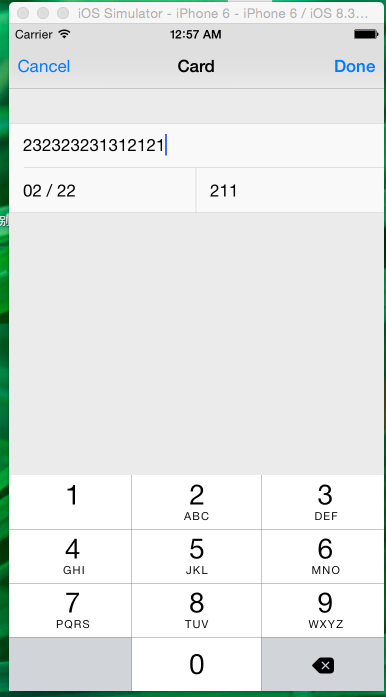 iOS Simulator - iPhone 6 - iPhone 6 / iOS 8.3...
Carrier 12:57 AM
Cancel Card Done
232323231312121
02 / 22 211
别
1 2 3
ABC DEF
4 5 6
GHI JKL MNO
7 8 9
PQRS TUV WXYZ
0